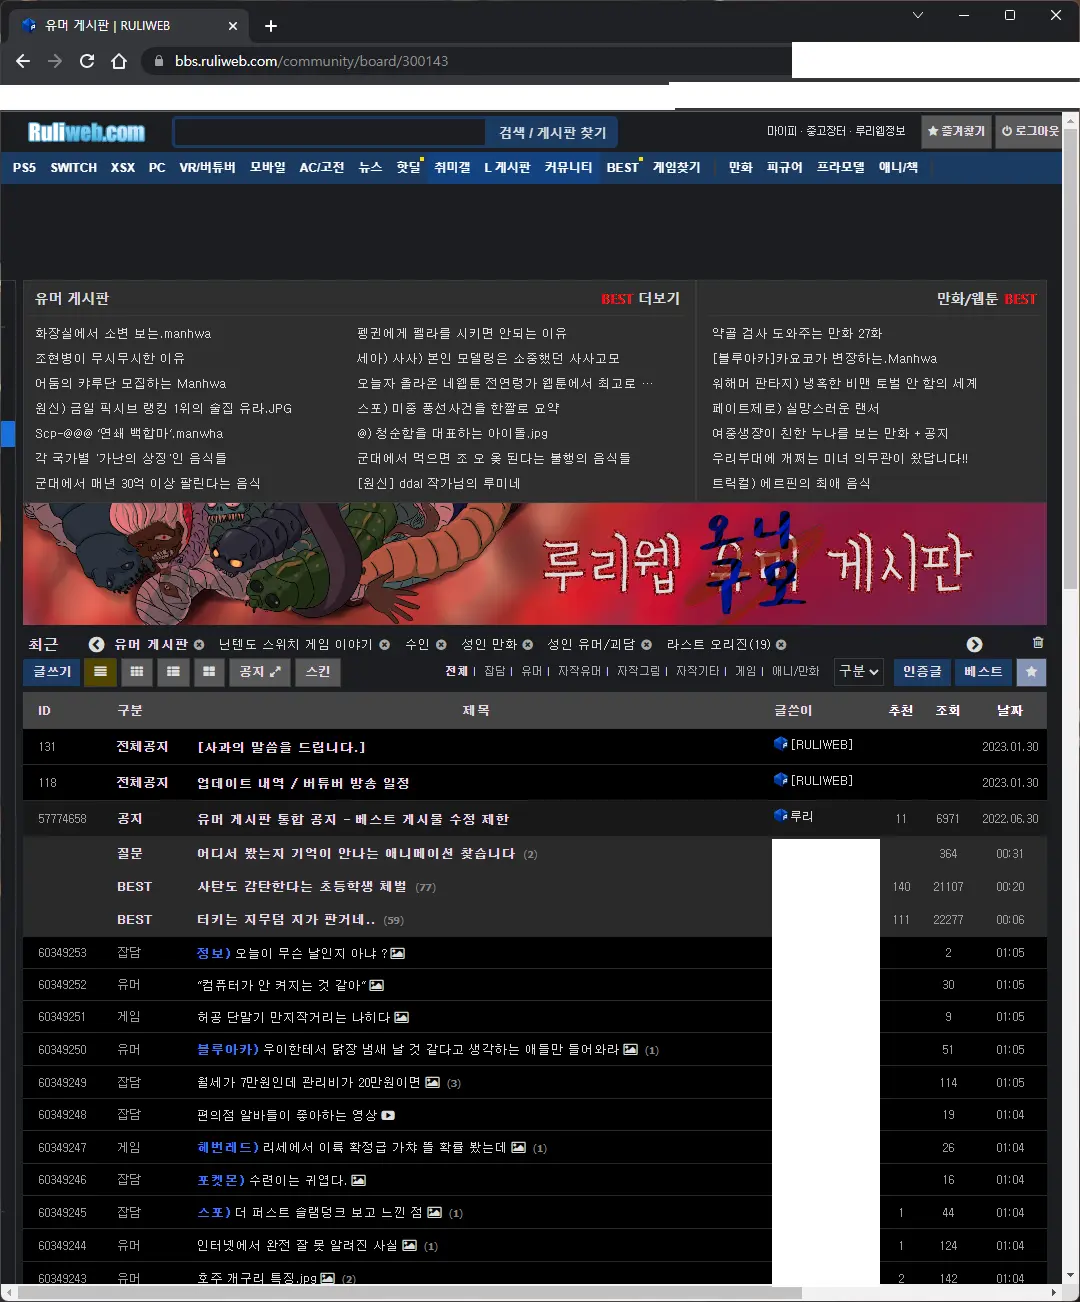 유머 게시판 | RULIWEB
bbs.ruliweb.com/community/board/300143
Ruliweb.com
검색 / 게시판 찾기
마이피 · 중고장터 · 루리웹정보
즐겨찾기
로그아웃
PS5 SWITCH XSX PC VR/버튜버 모바일 AC/고전 뉴스 핫딜 취미갤 L 게시판 커뮤니티 BEST 게임찾기 만화 피규어 프라모델 애니/책
유머 게시판 BEST 더보기
화장실에서 소변 보는.manhwa
조현병이 무시무시한 이유
어둠의 캬루단 모집하는 Manhwa
원신) 금일 픽시브 랭킹 1위의 술집 유라.JPG
Scp-@@@ '연쇄 백합마'.manwha
각 국가별 '가난의 상징'인 음식들
군대에서 매년 30억 이상 팔린다는 음식
펭귄에게 펠라를 시키면 안되는 이유
세아) 사사) 본인 모델링은 소중했던 사사고모
오늘자 올라온 네웹툰 전연령가 웹툰에서 최고로 ···
스포) 미중 풍선사건을 한짤로 요약
@) 청순함을 대표하는 아이돌.jpg
군대에서 먹으면 조 오 옺 된다는 불행의 음식들
[원신] ddal 작가님의 루미네
만화/웹툰 BEST
약골 검사 도와주는 만화 27화
[블루아카]카요코가 변장하는.Manhwa
워해머 판타지) 냉혹한 비맨 토벌 안 함의 세계
페이트제로) 실망스러운 랜서
여중생쟝이 친한 누나를 보는 만화 + 공지
우리부대에 개쩌는 미녀 의무관이 왔답니다!!
트릭컬) 에르핀의 최애 음식
루리웹 유머 게시판
오닉
구모
최근 유머 게시판 닌텐도 스위치 게임 이야기 수인 성인 만화 성인 유머/괴담 라스트 오리진(19)
글쓰기 공지 스킨 전체 | 잡담 | 유머 | 자작유머 | 자작그림 | 자작기타 | 게임 | 애니/만화 구분 인증글 베스트
ID 구분 제목 글쓴이 추천 조회 날짜
131 전체공지 [사과의 말씀을 드립니다.] [RULIWEB] 2023.01.30
118 전체공지 업데이트 내역 / 버튜버 방송 일정 [RULIWEB] 2023.01.30
57774658 공지 유머 게시판 통합 공지 - 베스트 게시물 수정 제한 루리 11 6971 2022.06.30
질문 어디서 봤는지 기억이 안나는 애니메이션 찾습니다 (2) 364 00:31
BEST 사탄도 감탄한다는 초등학생 체벌 (77) 140 21107 00:20
BEST 터키는 지무덤 지가 판거네.. (59) 111 22277 00:06
60349253 잡담 정보) 오늘이 무슨 날인지 아냐 ? 2 01:05
60349252 유머 "컴퓨터가 안 켜지는 것 같아" 30 01:05
60349251 게임 허공 단말기 만지작거리는 나히다 9 01:05
60349250 유머 블루아카) 우이한테서 닭장 냄새 날 것 같다고 생각하는 애들만 들어와라 (1) 51 01:05
60349249 잡담 월세가 7만원인데 관리비가 20만원이면 (3) 114 01:05
60349248 잡담 편의점 알바들이 좋아하는 영상 19 01:04
60349247 게임 헤번레드) 리세에서 이륙 확정급 가챠 뜰 확률 봤는데 (1) 26 01:04
60349246 잡담 포켓몬) 수련이는 귀엽다. 16 01:04
60349245 잡담 스포) 더 퍼스트 슬램덩크 보고 느낀 점 (1) 1 44 01:04
60349244 유머 인터넷에서 완전 잘 못 알려진 사실 (1) 1 124 01:04
60349243 유머 호주 개구리 특징.jpg (2) 2 142 01:04